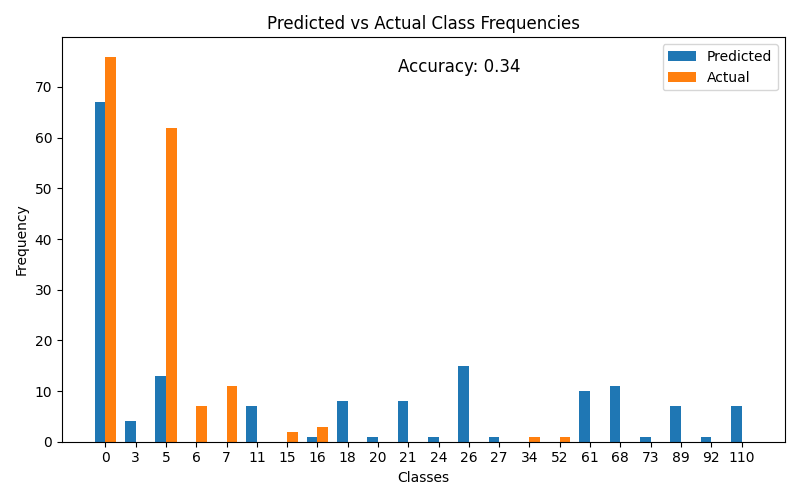 Predicted vs Actual Class Frequencies
Accuracy: 0.34
Predicted
Actual
Frequency
70
60
50
40
30
20
10
0
0 3 5 6 7 11 15 16 18 20 21 24 26 27 34 52 61 68 73 89 92 110
Classes